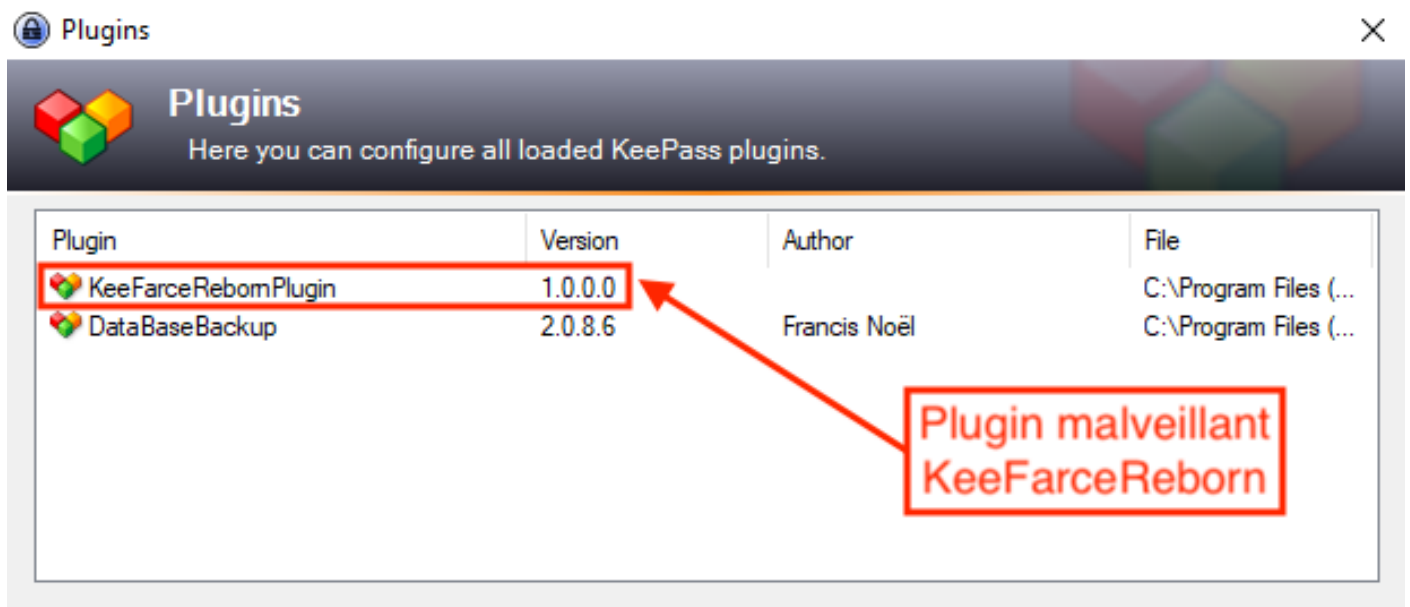 Plugins
Plugins
Here you can configure all loaded KeePass plugins.
Plugin Version Author File
KeeFarceRebornPlugin 1.0.0.0 C:\Program Files (...
DataBaseBackup 2.0.8.6 Francis Noël C:\Program Files (...
Plugin malveillant
KeeFarceReborn